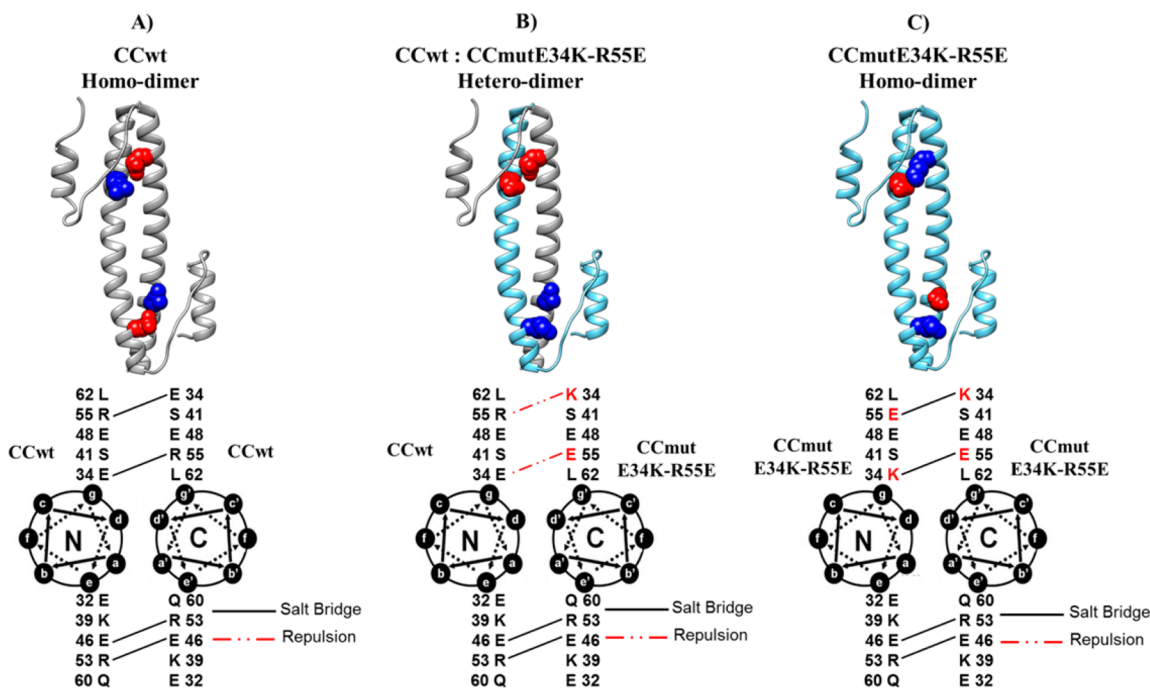 A)
CCwt
Homo-dimer
62 L E 34
55 R S 41
48 E E 48
41 S R 55
34 E L 62
CCwt
CCwt
g
c
d
f
N
b
a
e
g'
d'
c'
C
f
a'
b'
e'
32 E Q 60
39 K R 53
46 E E 46
53 R K 39
60 Q E 32
Salt Bridge
Repulsion
B)
CCwt : CCmutE34K-R55E
Hetero-dimer
62 L K 34
55 R S 41
48 E E 48
41 S E 55
34 E L 62
CCwt
CCmut
E34K-R55E
g
c
d
f
N
b
a
e
g'
d'
c'
C
f
a'
b'
e'
32 E Q 60
39 K R 53
46 E E 46
53 R K 39
60 Q E 32
Salt Bridge
Repulsion
C)
CCmutE34K-R55E
Homo-dimer
62 L K 34
55 E S 41
48 E E 48
41 S E 55
34 K L 62
CCmut
E34K-R55E
CCmut
E34K-R55E
g
c
d
f
N
b
a
e
g'
d'
c'
C
f
a'
b'
e'
32 E Q 60
39 K R 53
46 E E 46
53 R K 39
60 Q E 32
Salt Bridge
Repulsion